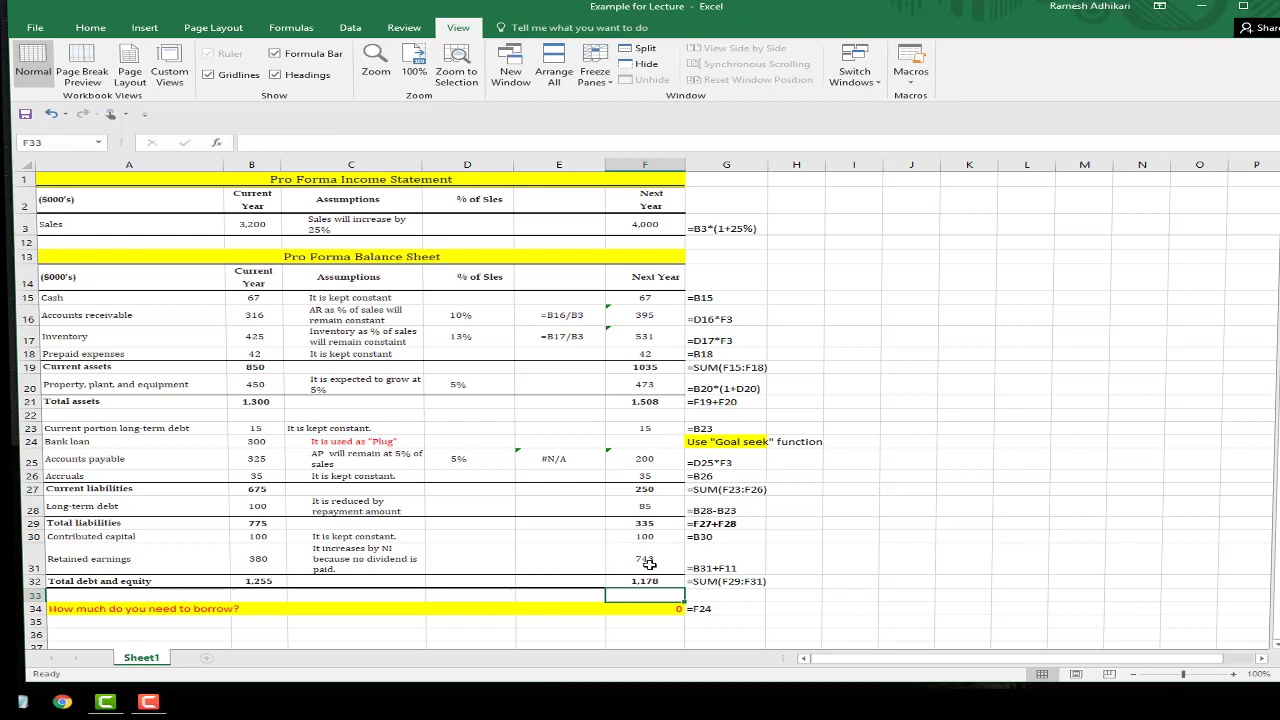 Example for Lecture - Excel
Ramesh Adhikari
File Home Insert Page Layout Formulas Data Review View Tell me what you want to do Share
Normal
Page Break Preview
Page Layout
Custom Views
Workbook Views
Ruler Formula Bar
Gridlines Headings
Show
Zoom
100%
Zoom to Selection
Zoom
New Window
Arrange All
Freeze Panes
Split
Hide
Unhide
View Side by Side
Synchronous Scrolling
Reset Window Position
Window
Switch Windows
Macros
Macros
F33 fx
A B C D E F G H I J K L M N O P
1 Pro Forma Income Statement
2 ($000's) Current Year Assumptions % of Sles Next Year
3 Sales 3,200 Sales will increase by 25% 4,000 =B3*(1+25%)
12
13 Pro Forma Balance Sheet
14 ($000's) Current Year Assumptions % of Sles Next Year
15 Cash 67 It is kept constant 67 =B15
16 Accounts receivable 316 AR as % of sales will remain constant 10% =B16/B3 395 =D16*F3
17 Inventory 425 Inventory as % of sales will remain constaint 13% =B17/B3 531 =D17*F3
18 Prepaid expenses 42 It is kept constant 42 =B18
19 Current assets 850 1035 =SUM(F15:F18)
20 Property, plant, and equipment 450 It is expected to grow at 5% 5% 473 =B20*(1+D20)
21 Total assets 1.300 1,508 =F19+F20
22
23 Current portion long-term debt 15 It is kept constant. 15 =B23
24 Bank loan 300 It is used as "Plug" Use "Goal seek" function
25 Accounts payable 325 AP will remain at 5% of sales 5% #N/A 200 =D25*F3
26 Accruals 35 It is kept constant. 35 =B26
27 Current liabilities 675 250 =SUM(F23:F26)
28 Long-term debt 100 It is reduced by repayment amount 85 =B28-B23
29 Total liabilities 775 335 =F27+F28
30 Contributed capital 100 It is kept constant. 100 =B30
31 Retained earnings 380 It increases by NI because no dividend is paid. 743 =B31+F11
32 Total debt and equity 1,255 1,178 =SUM(F29:F31)
33
34 How much do you need to borrow? 0 =F24
35
36
37
Sheet1
Ready 100%